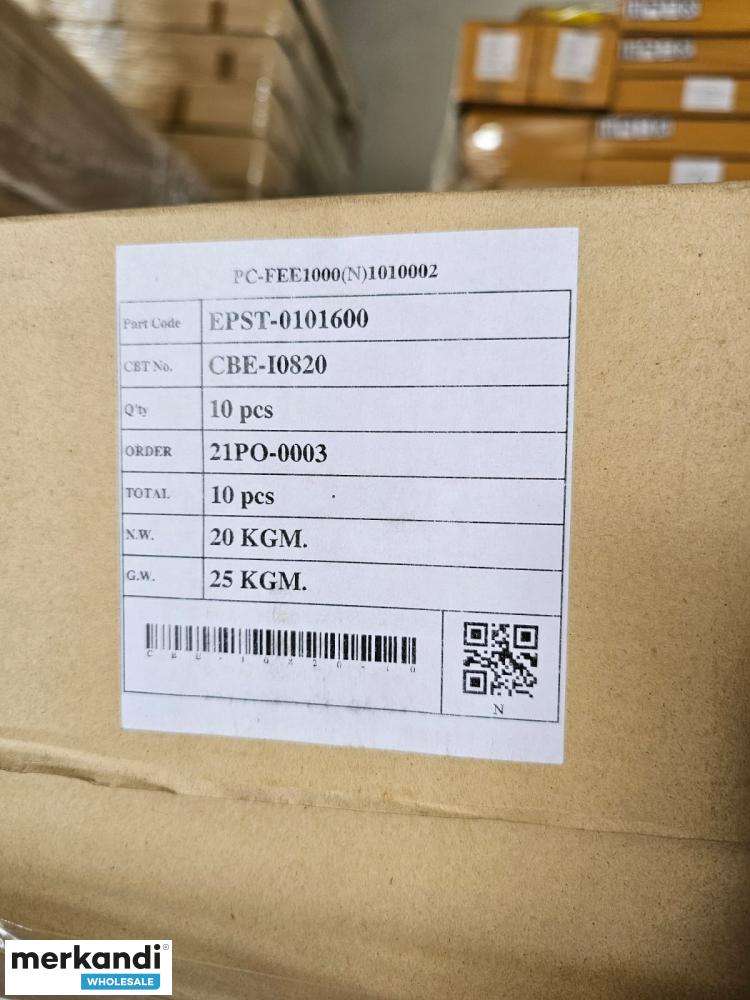 PC-FEE1000(N)1010002
Part Code EPST-0101600
CBT No. CBE-I0820
Q'ty 10 pcs
ORDER 21PO-0003
TOTAL 10 pcs
N.W. 20 KGM.
G.W. 25 KGM.
N
merkandi®
WHOLESALE